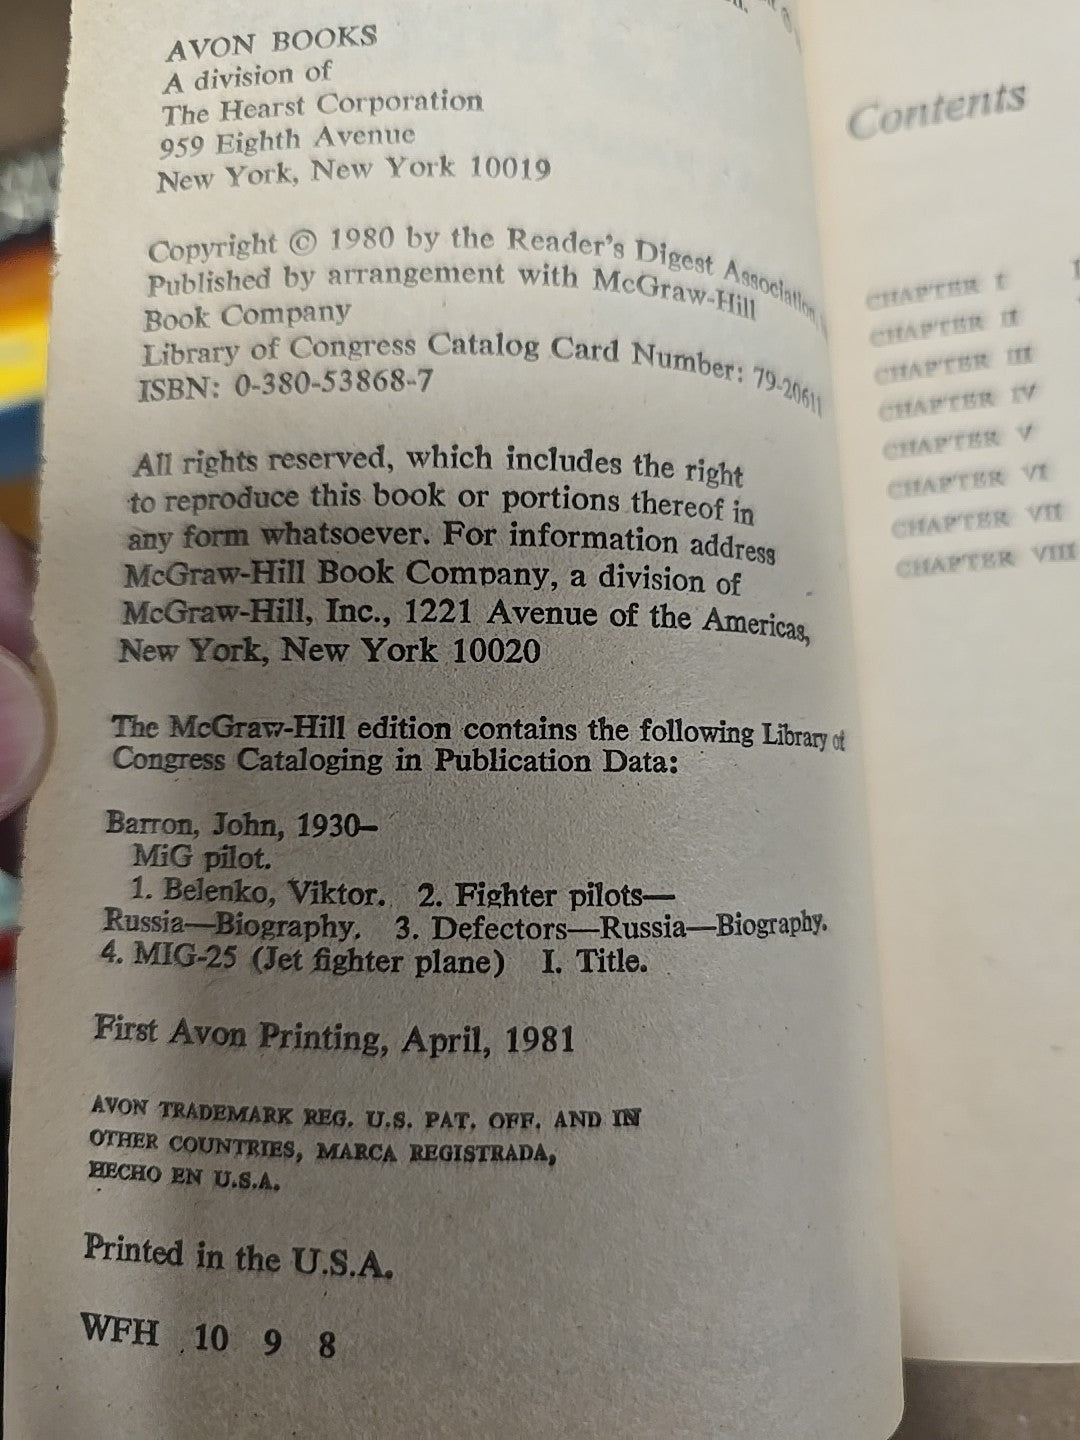 AVON BOOKS
A division of
The Hearst Corporation
959 Eighth Avenue
New York, New York 10019
Copyright © 1980 by the Reader's Digest Association,
Published by arrangement with McGraw-Hill
Book Company
Library of Congress Catalog Card Number: 79-20611
ISBN: 0-380-53868-7
All rights reserved, which includes the right
to reproduce this book or portions thereof in
any form whatsoever. For information address
McGraw-Hill Book Company, a division of
McGraw-Hill, Inc., 1221 Avenue of the Americas,
New York, New York 10020
The McGraw-Hill edition contains the following Library of
Congress Cataloging in Publication Data:
Barron, John, 1930–
MiG pilot.
1. Belenko, Viktor. 2. Fighter pilots—
Russia—Biography. 3. Defectors—Russia—Biography.
4. MIG-25 (Jet fighter plane) I. Title.
First Avon Printing, April, 1981
AVON TRADEMARK REG. U.S. PAT. OFF. AND IN
OTHER COUNTRIES, MARCA REGISTRADA,
HECHO EN U.S.A.
Printed in the U.S.A.
WFH 10 9 8
Contents
CHAPTER I
CHAPTER II
CHAPTER III
CHAPTER IV
CHAPTER V
CHAPTER VI
CHAPTER VII
CHAPTER VIII